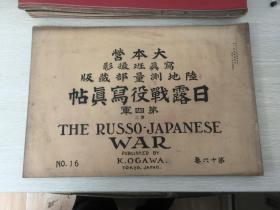 大本營
寫眞班撮影
陸地測量部藏版
日露戰役寫眞帖
第四軍
THE RUSSO-JAPANESE
WAR
PUBLISHED BY
K. OGAWA.
TOKYO, JAPAN.
NO. 16
第十六卷